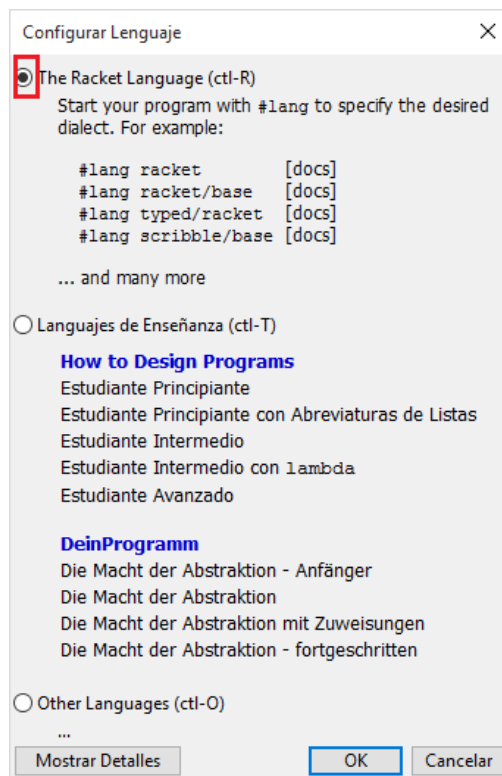 Configurar Lenguaje
The Racket Language (ctl-R)
Start your program with #lang to specify the desired
dialect. For example:
#lang racket [docs]
#lang racket/base [docs]
#lang typed/racket [docs]
#lang scribble/base [docs]
... and many more
Languajes de Enseñanza (ctl-T)
How to Design Programs
Estudiante Principiante
Estudiante Principiante con Abreviaturas de Listas
Estudiante Intermedio
Estudiante Intermedio con lambda
Estudiante Avanzado
DeinProgramm
Die Macht der Abstraktion - Anfänger
Die Macht der Abstraktion
Die Macht der Abstraktion mit Zuweisungen
Die Macht der Abstraktion - fortgeschritten
Other Languages (ctl-O)
...
Mostrar Detalles OK Cancelar